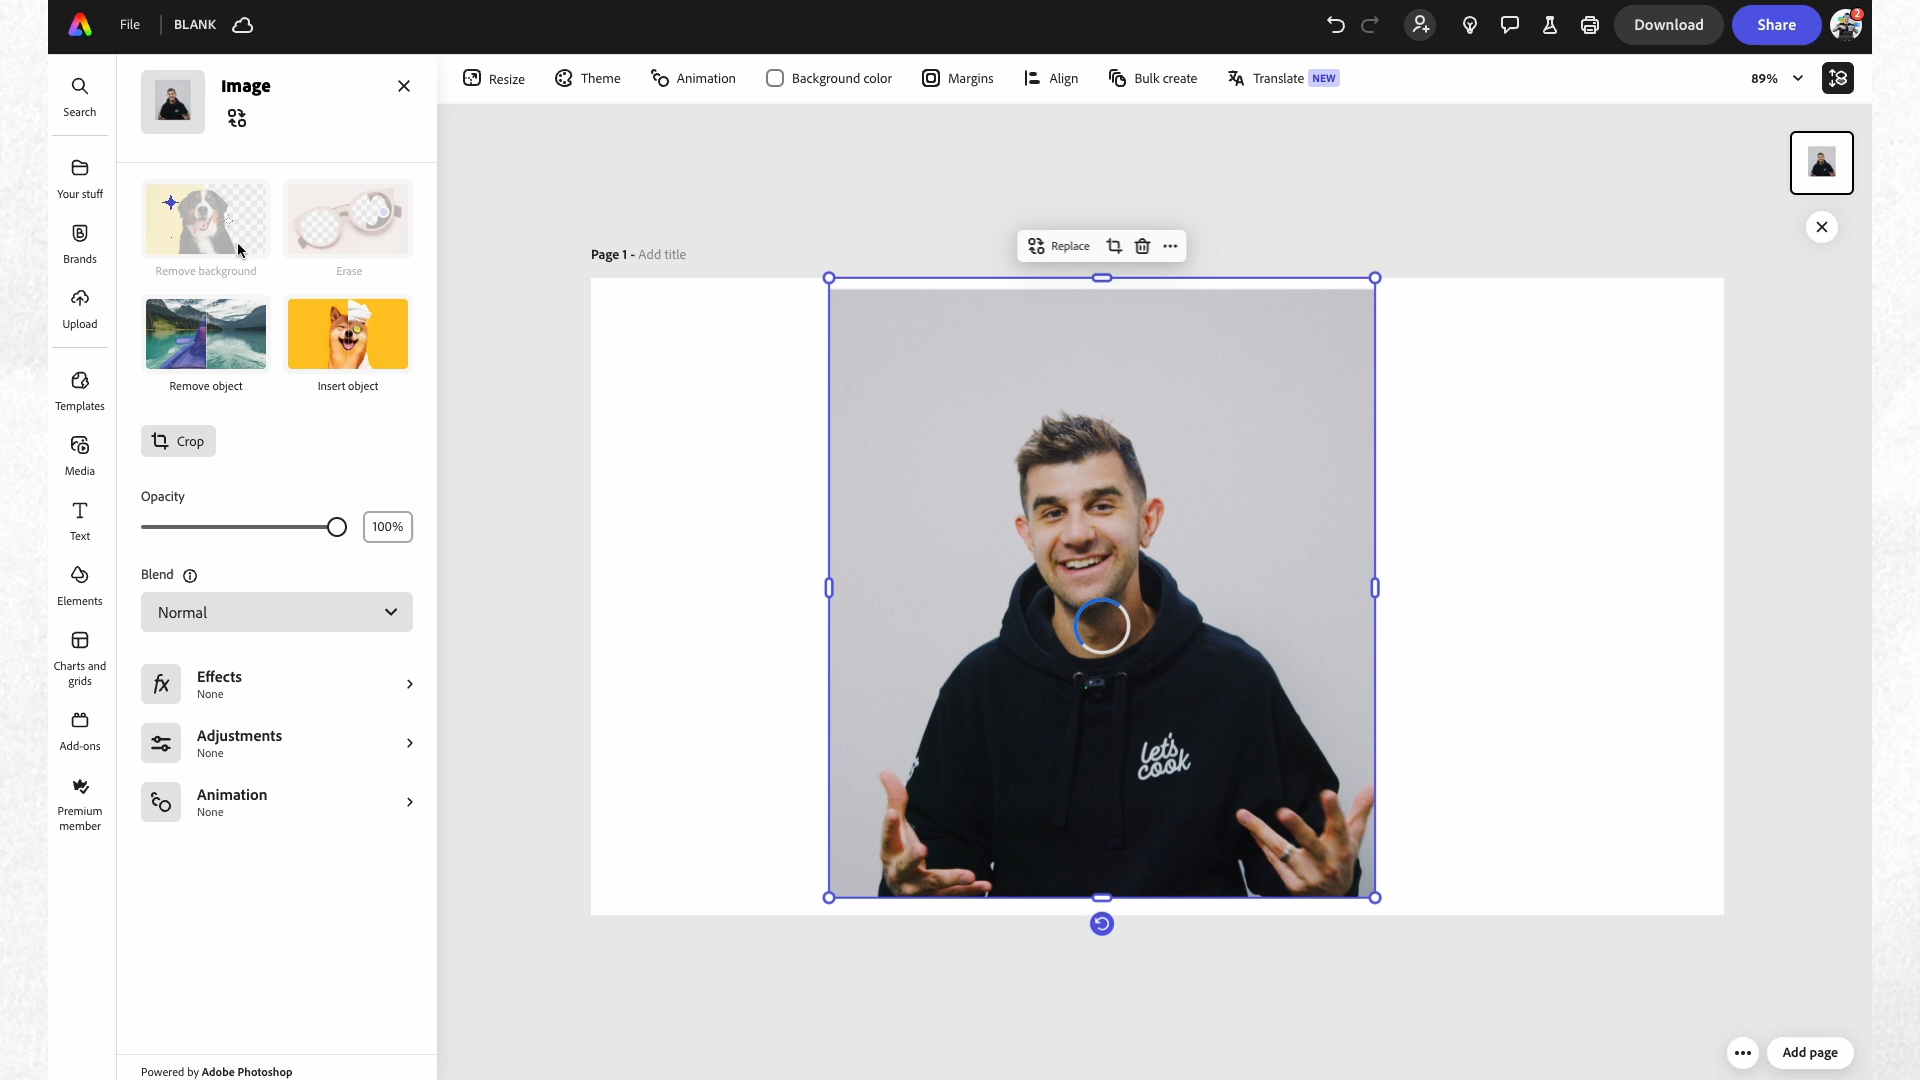 File
BLANK
2
Download
Share
Search
Your stuff
Brands
Upload
Templates
Media
Text
Elements
Charts and
grids
Add-ons
Premium
member
Image
Remove background
Erase
Remove object
Insert object
Crop
Opacity
100%
Blend
Normal
fx
Effects
None
Adjustments
None
Animation
None
Powered by Adobe Photoshop
Resize
Theme
Animation
Background color
Margins
Align
Bulk create
Translate NEW
89%
Page 1 - Add title
Replace
let's
cook
Add page